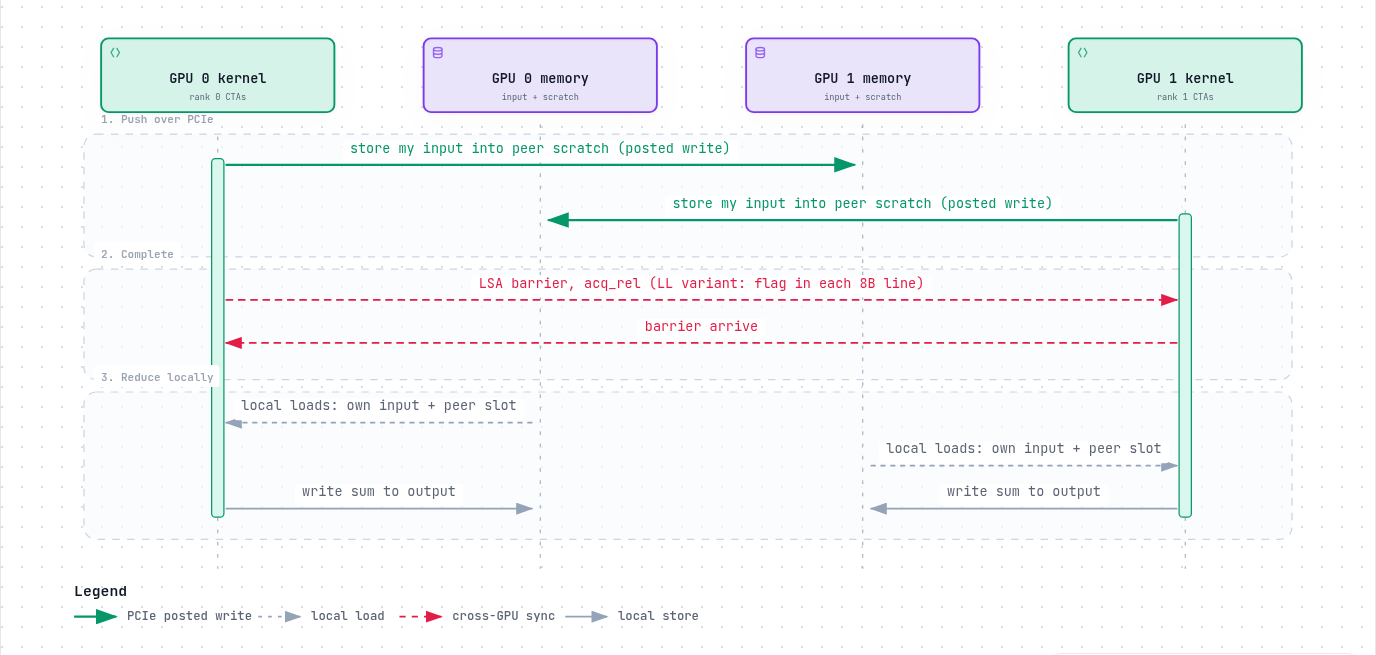 GPU 0 kernel
rank 0 CTAs
GPU 0 memory
input + scratch
GPU 1 memory
input + scratch
GPU 1 kernel
rank 1 CTAs
1. Push over PCIe
store my input into peer scratch (posted write)
store my input into peer scratch (posted write)
2. Complete
LSA barrier, acq_rel (LL variant: flag in each 8B line)
barrier arrive
3. Reduce locally
local loads: own input + peer slot
local loads: own input + peer slot
write sum to output
write sum to output
Legend
PCIe posted write
local load
cross-GPU sync
local store